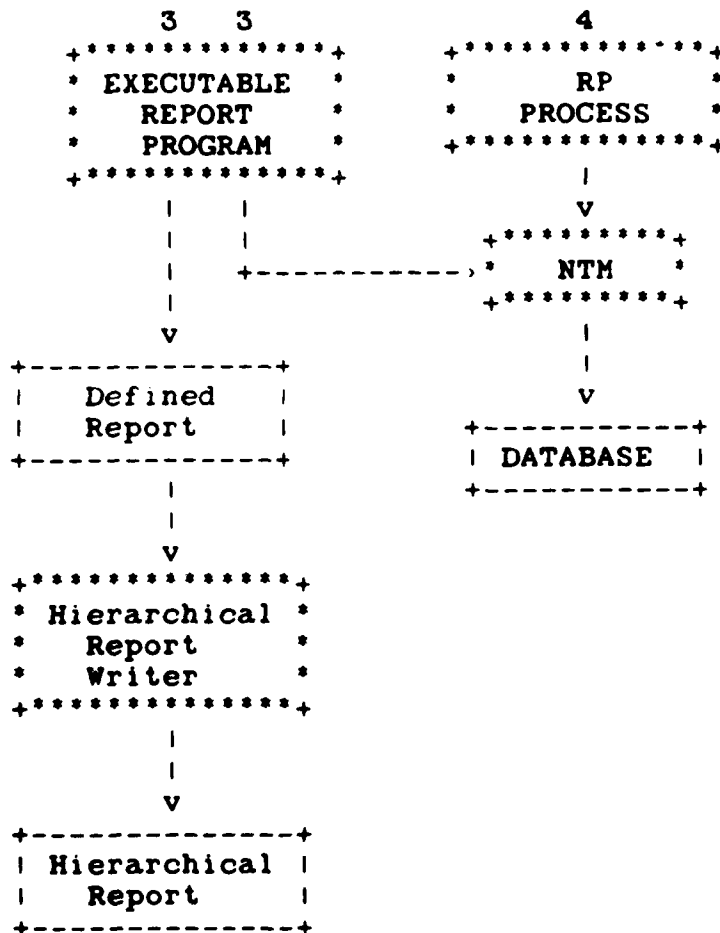 3 3
EXECUTABLE
REPORT
PROGRAM
4
RP
PROCESS
NTM
Defined
Report
DATABASE
Hierarchical
Report
Writer
Hierarchical
Report